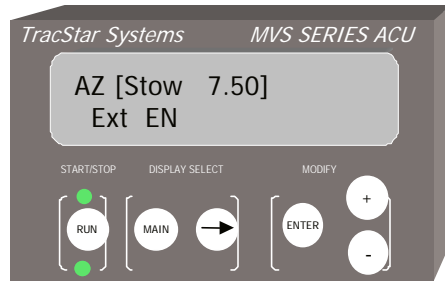 TracStar Systems MVS SERIES ACU
AZ [Stow 7.50]
Ext EN
START/STOP DISPLAY SELECT MODIFY
RUN MAIN ENTER +
-